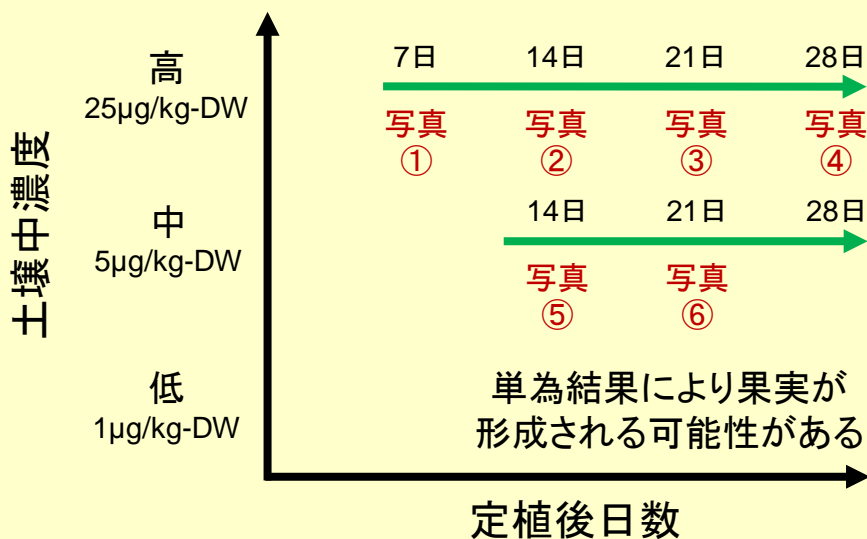 土壌中濃度
高
25µg/kg-DW
7日 14日 21日 28日
写真 写真 写真 写真
① ② ③ ④
中
5µg/kg-DW
14日 21日 28日
写真 写真
⑤ ⑥
低
1µg/kg-DW
単為結果により果実が
形成される可能性がある
定植後日数